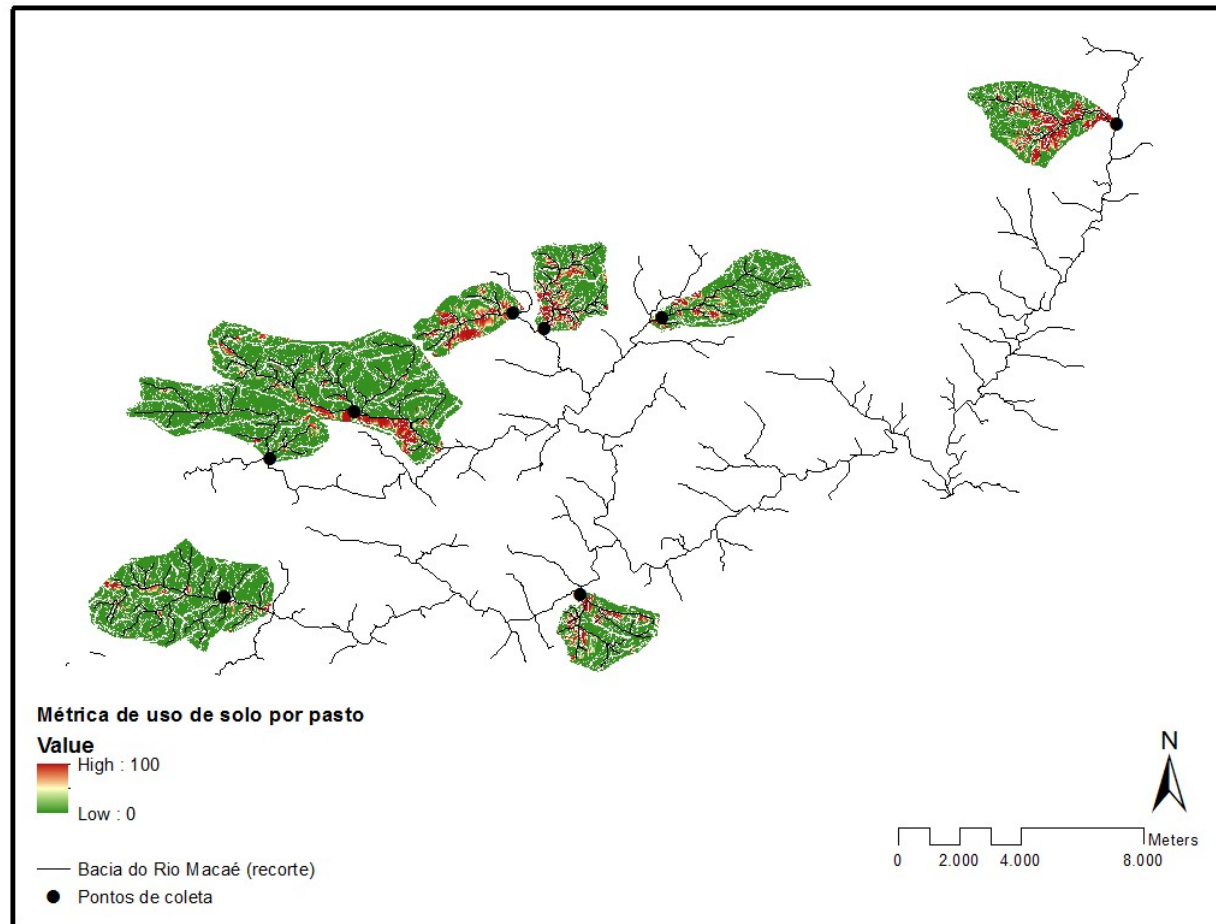 Métrica de uso de solo por pasto
Value
High : 100
Low : 0
Bacia do Rio Macaé (recorte)
Pontos de coleta
N
Meters
0 2.000 4.000 8.000